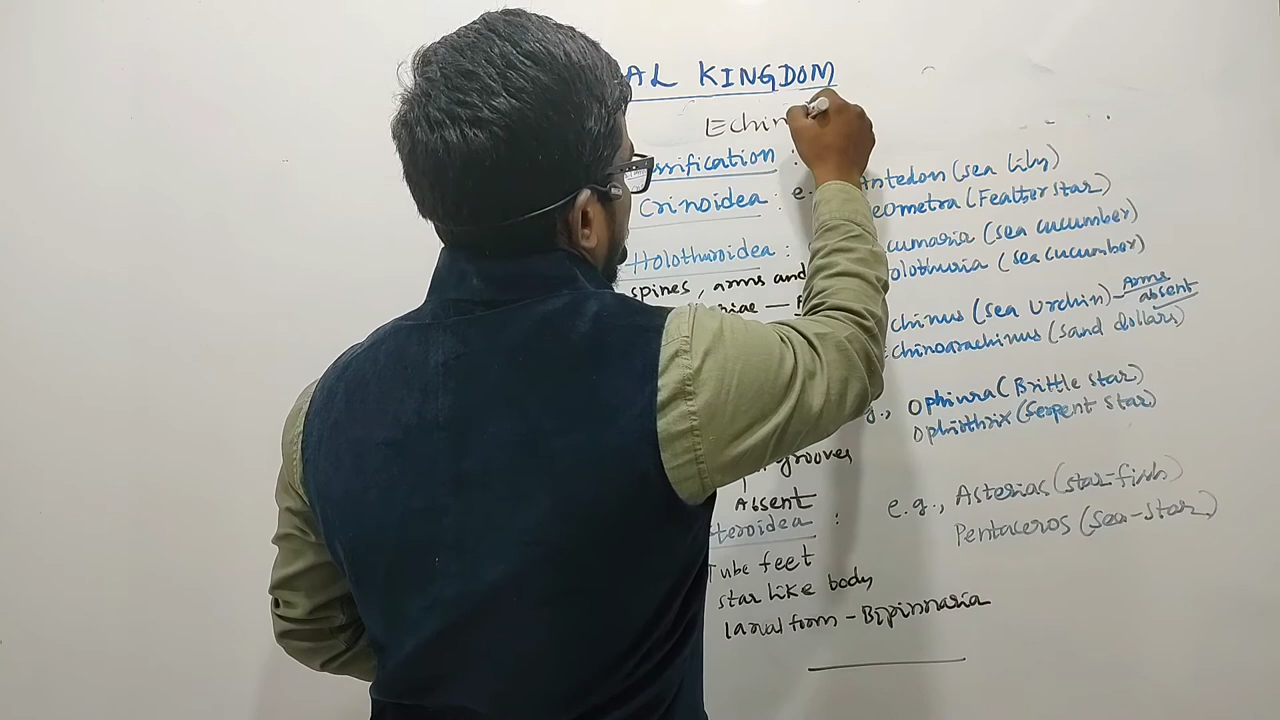 AL KINGDOM
Echin
ssification :
Crinoidea : e. Antedon (sea lily)
eometra (Feather star)
Holothuroidea : cumaria (sea cucumber)
olothuria (sea cucumber)
spines, arms and
iae —
chinus (sea Urchin) - Arms absent
chinoarachinus (sand dollars)
g., Ophiura (Brittle star)
Ophiothrix (Serpent star)
grooves,
Absent
teroidea : e.g., Asterias (star-fish)
Pentaceros (sea-star)
Tube feet
star like body
larval form - Bipinnaria